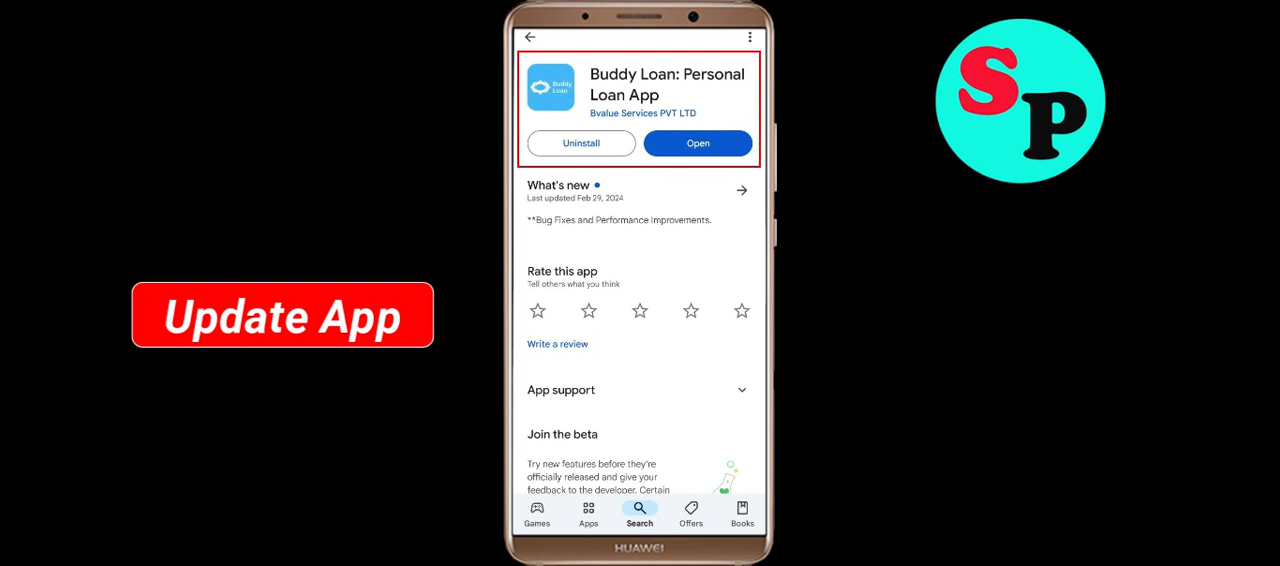 Buddy Loan: Personal
Loan App
Buddy
Loan
Bvalue Services PVT LTD
Uninstall
Open
What's new
Last updated Feb 29, 2024
**Bug Fixes and Performance Improvements.
Rate this app
Tell others what you think
Write a review
App support
Join the beta
Try new features before they're
officially released and give your
feedback to the developer. Certain
Games
Apps
Search
Offers
Books
HUAWEI
Update App
SP